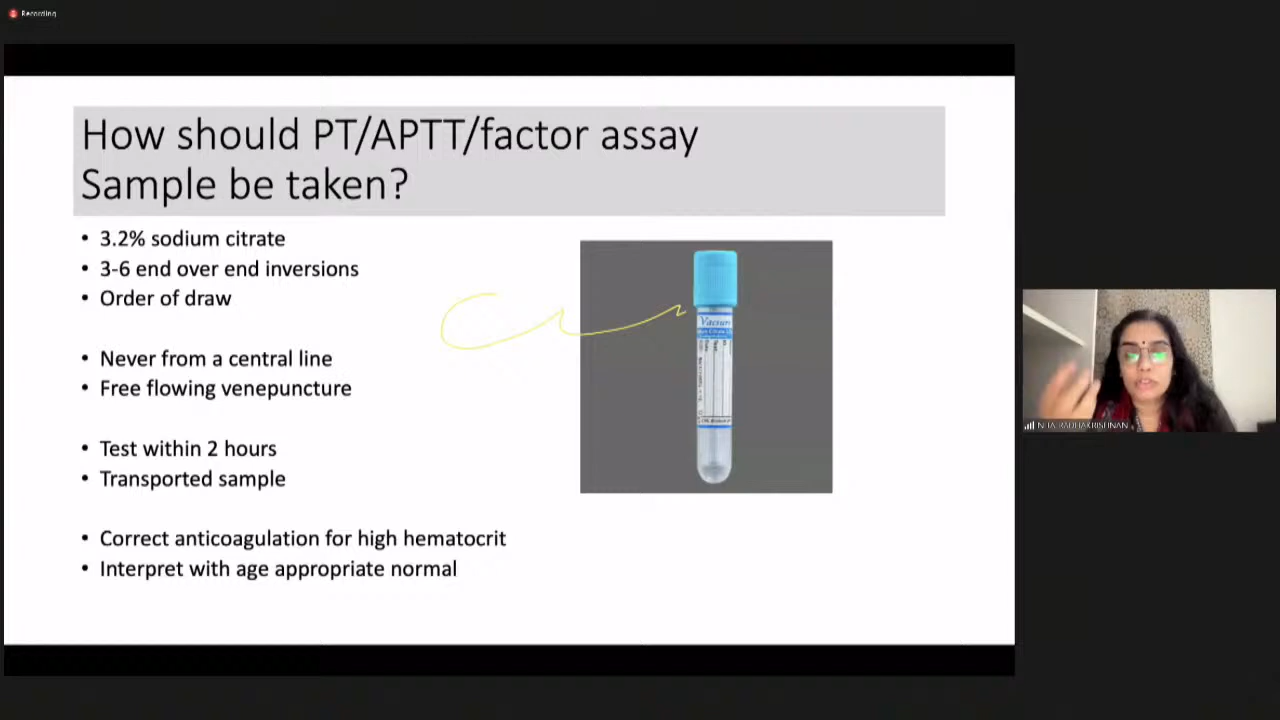 Recording
How should PT/APTT/factor assay
Sample be taken?
• 3.2% sodium citrate
• 3-6 end over end inversions
• Order of draw
• Never from a central line
• Free flowing venepuncture
• Test within 2 hours
• Transported sample
• Correct anticoagulation for high hematocrit
• Interpret with age appropriate normal